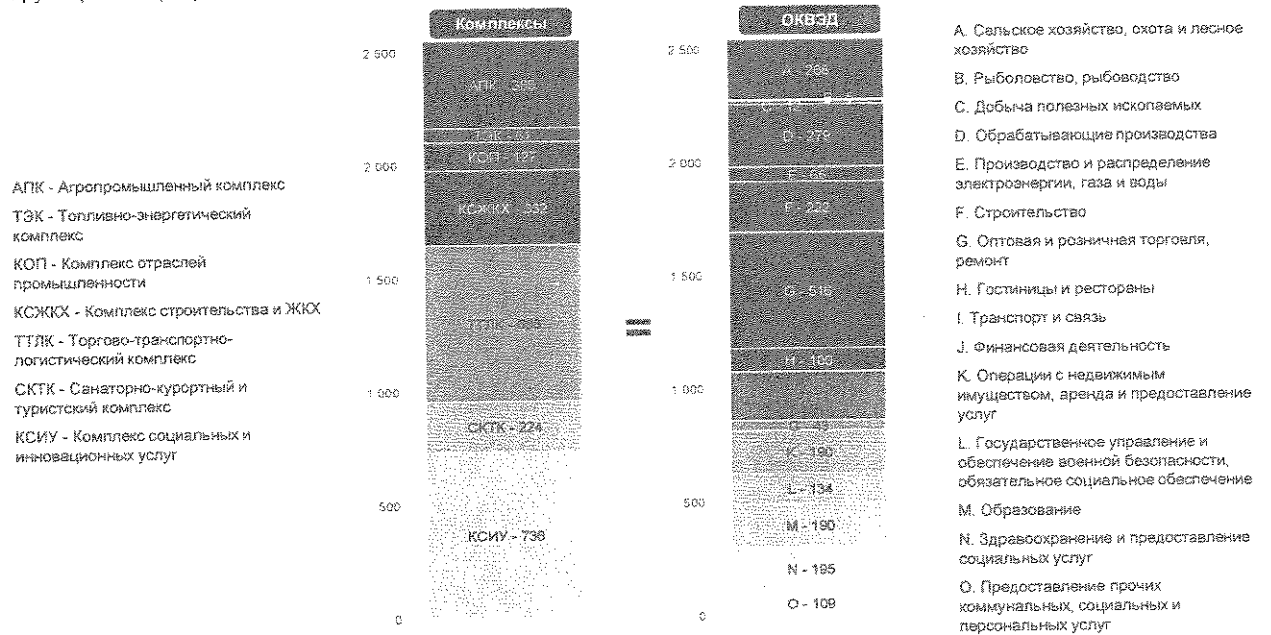 Комплексы
ОКВЭД
2 500
2 000
1 500
1 000
500
0
АПК -
КОП - 127
КСЖКХ - 332
СКТК - 224
КСИУ - 736
АПК - Агропромышленный комплекс
ТЭК - Топливно-энергетический
комплекс
КОП - Комплекс отраслей
промышленности
КСЖКХ - Комплекс строительства и ЖКХ
ТТЛК - Торгово-транспортно-
логистический комплекс
СКТК - Санаторно-курортный и
туристский комплекс
КСИУ - Комплекс социальных и
инновационных услуг
=
2 500
2 000
1 500
1 000
500
0
D - 279
H - 100
K - 190
L - 134
M - 190
N - 195
O - 109
A. Сельское хозяйство, охота и лесное
хозяйство
B. Рыболовство, рыбоводство
C. Добыча полезных ископаемых
D. Обрабатывающие производства
E. Производство и распределение
электроэнергии, газа и воды
F. Строительство
G. Оптовая и розничная торговля,
ремонт
H. Гостиницы и рестораны
I. Транспорт и связь
J. Финансовая деятельность
K. Операции с недвижимым
имуществом, аренда и предоставление
услуг
L. Государственное управление и
обеспечение военной безопасности,
обязательное социальное обеспечение
M. Образование
N. Здравоохранение и предоставление
социальных услуг
O. Предоставление прочих
коммунальных, социальных и
персональных услуг